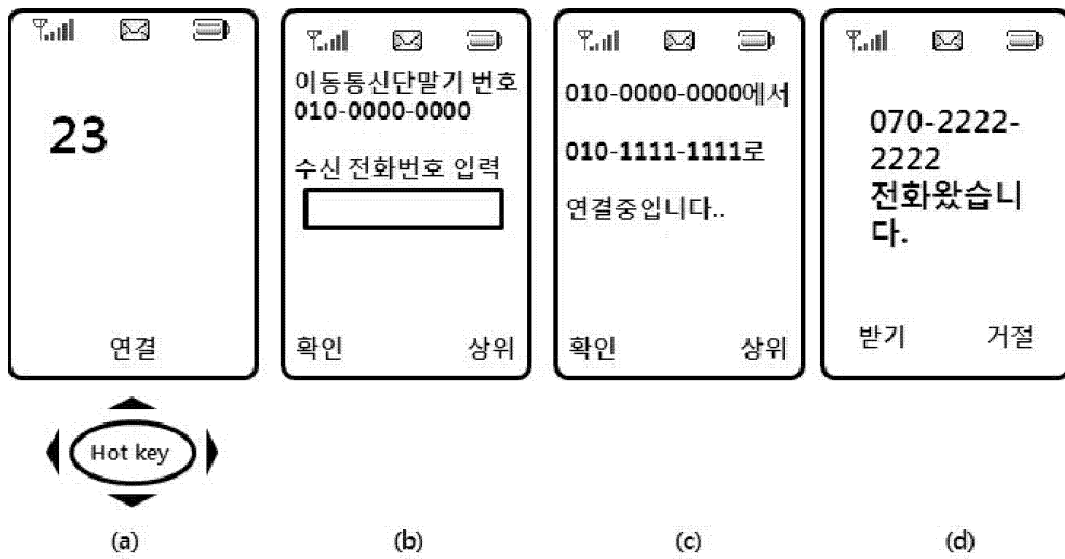 23
연결
Hot key
(a)
이동통신단말기 번호
010-0000-0000
수신 전화번호 입력
확인 상위
(b)
010-0000-0000에서
010-1111-1111로
연결중입니다..
확인 상위
(c)
070-2222-
2222
전화왔습니
다.
받기 거절
(d)